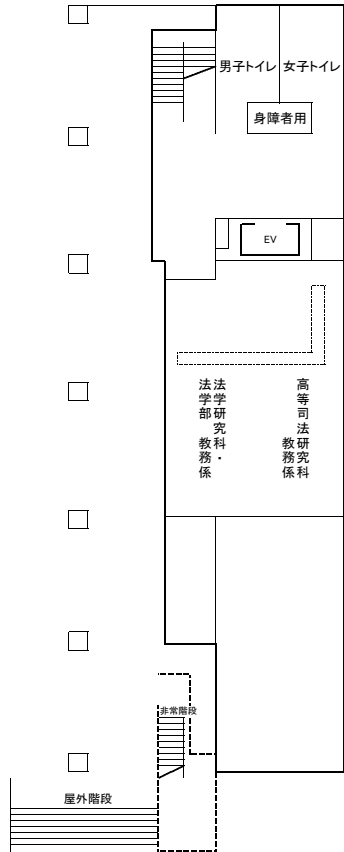 男子トイレ
女子トイレ
身障者用
EV
法学研究科・
法学部 教務係
高等司法研究科
教務係
非常階段
屋外階段